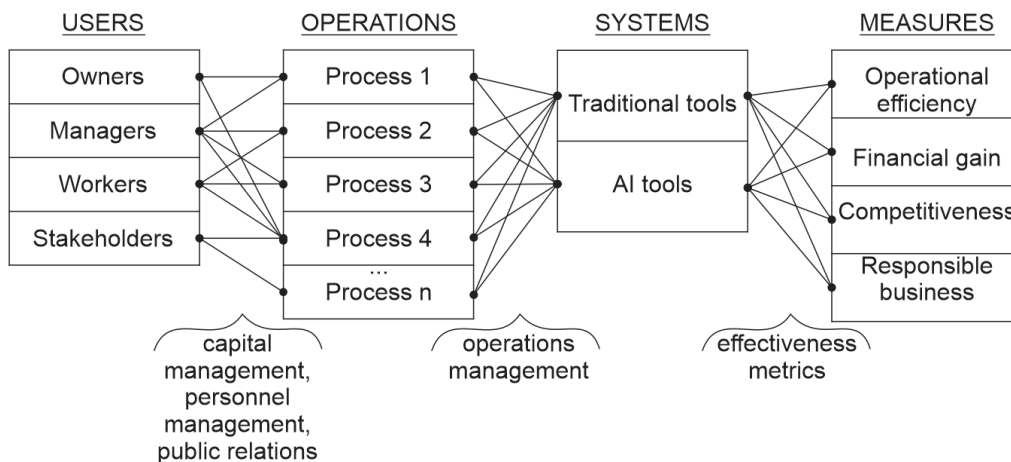 USERS
OPERATIONS
SYSTEMS
MEASURES
Owners
Managers
Workers
Stakeholders
Process 1
Process 2
Process 3
Process 4
...
Process n
Traditional tools
AI tools
Operational
efficiency
Financial gain
Competitiveness
Responsible
business
capital
management,
personnel
management,
public relations
operations
management
effectiveness
metrics